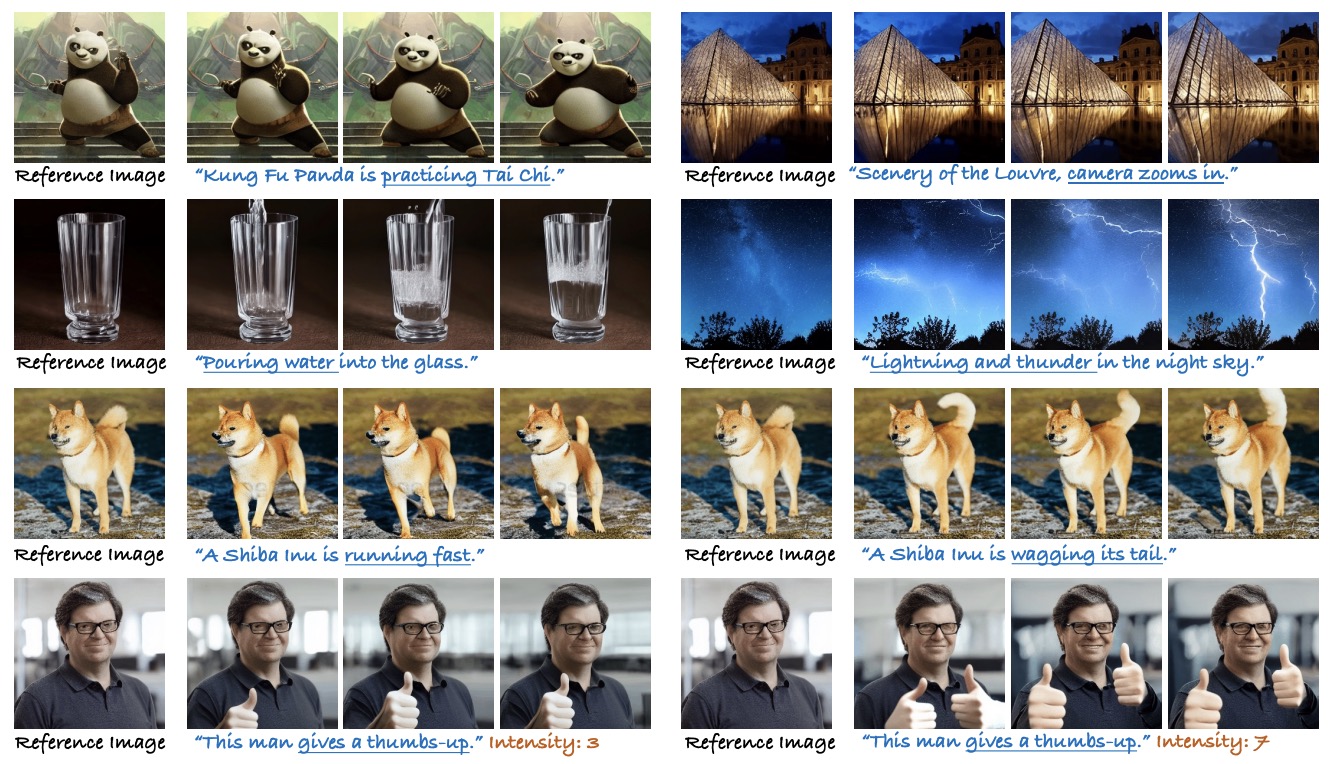 Reference Image "Kung Fu Panda is practicing Tai Chi."
Reference Image "Scenery of the Louvre, camera zooms in."
Reference Image "Pouring water into the glass."
Reference Image "Lightning and thunder in the night sky."
Reference Image "A Shiba Inu is running fast."
Reference Image "A Shiba Inu is wagging its tail."
Reference Image "This man gives a thumbs-up." Intensity: 3
Reference Image "This man gives a thumbs-up." Intensity: 7